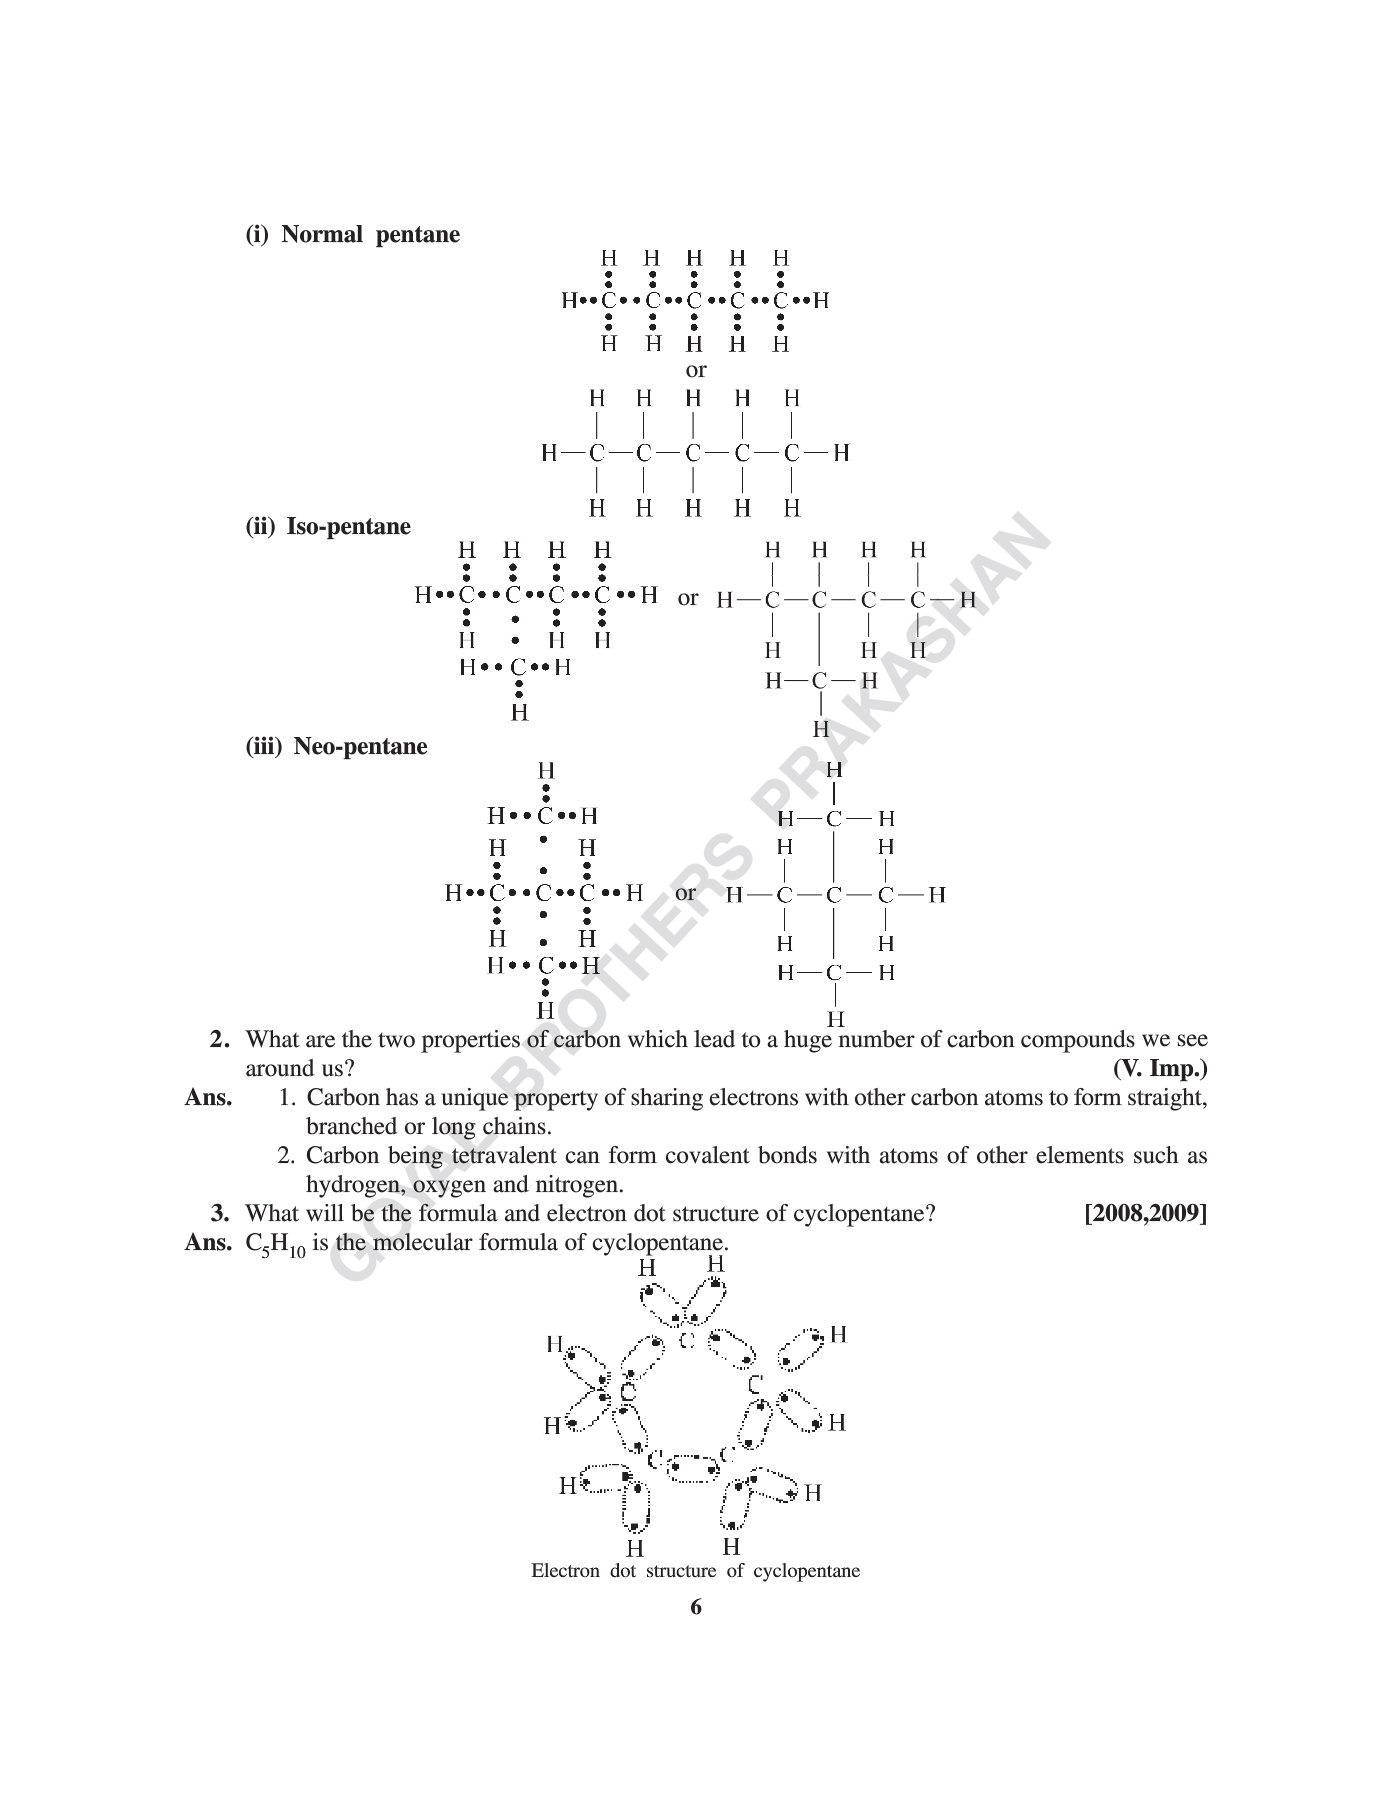 (i) Normal pentane
H H H H H
H••C••C••C••C••C••H
H H H H H
or
H H H H H
H—C—C—C—C—C—H
H H H H H
(ii) Iso-pentane
H H H H H H H H
H••C••C••C••C••H or H—C—C—C—C—H
H H H H H H
H••C••H H—C—H
H H
(iii) Neo-pentane
H H
H••C••H H—C—H
H H H H
H••C••C••C••H or H—C—C—C—H
H H H H
H••C••H H—C—H
H H
2. What are the two properties of carbon which lead to a huge number of carbon compounds we see
around us? (V. Imp.)
Ans. 1. Carbon has a unique property of sharing electrons with other carbon atoms to form straight,
branched or long chains.
2. Carbon being tetravalent can form covalent bonds with atoms of other elements such as
hydrogen, oxygen and nitrogen.
3. What will be the formula and electron dot structure of cyclopentane? [2008,2009]
Ans. C₅H₁₀ is the molecular formula of cyclopentane.
H H
H C H
C C
H H
C C
H H
H H
Electron dot structure of cyclopentane
6
GOYAL BROTHERS PRAKASHAN